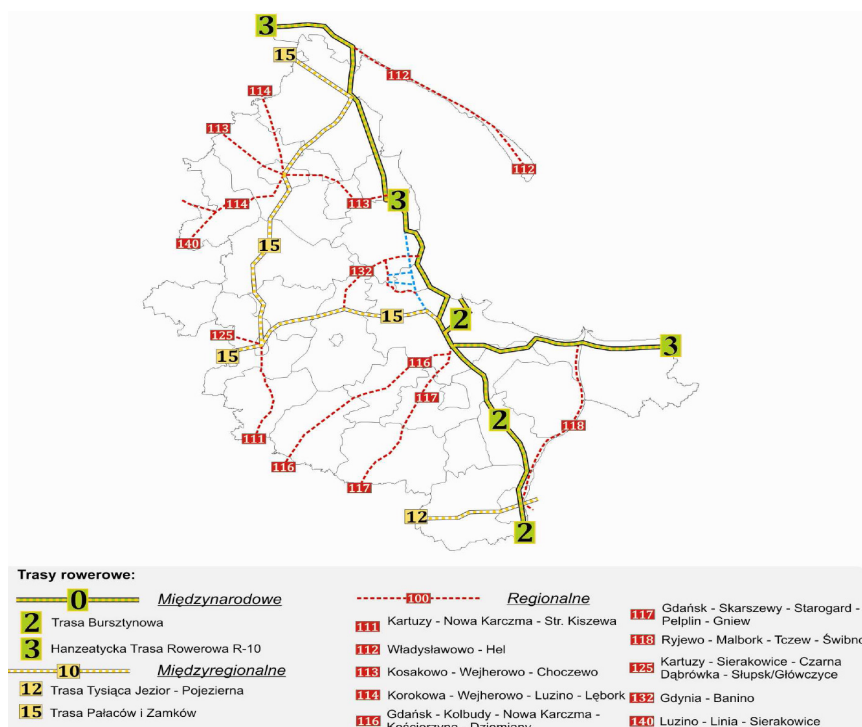 3
15
112
114
113
112
114
113
3
140
15
132
15
2
125
15
3
116
117
2
118
111
116
117
12
2
Trasy rowerowe:
0 Międzynarodowe
2 Trasa Bursztynowa
3 Hanzeatycka Trasa Rowerowa R-10
10 Międzyregionalne
12 Trasa Tysiąca Jezior - Pojezierna
15 Trasa Pałaców i Zamków
100 Regionalne
111 Kartuzy - Nowa Karczma - Str. Kiszewa
112 Władysławowo - Hel
113 Kosakowo - Wejherowo - Choczewo
114 Korokowa - Wejherowo - Luzino - Lębork
116 Gdańsk - Kolbudy - Nowa Karczma -
Kościerzyna - Dziemiany
117 Gdańsk - Skarszewy - Starogard -
Pelplin - Gniew
118 Ryjewo - Malbork - Tczew - Świbno
125 Kartuzy - Sierakowice - Czarna
Dąbrówka - Słupsk/Główczyce
132 Gdynia - Banino
140 Luzino - Linia - Sierakowice